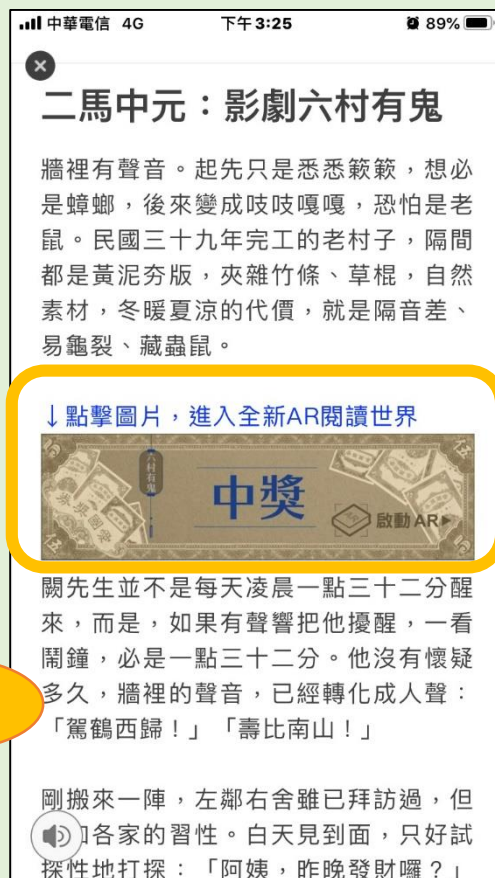 中華電信 4G 下午3:25 89%
二馬中元：影劇六村有鬼
牆裡有聲音。起先只是悉悉簌簌，想必
是蟑螂，後來變成吱吱嘎嘎，恐怕是老
鼠。民國三十九年完工的老村子，隔間
都是黃泥夯版，夾雜竹條、草棍，自然
素材，冬暖夏涼的代價，就是隔音差、
易龜裂、藏蟲鼠。
↓點擊圖片，進入全新AR閱讀世界
六村有鬼
中獎
啟動 AR
闕先生並不是每天凌晨一點三十二分醒
來，而是，如果有聲響把他擾醒，一看
鬧鐘，必是一點三十二分。他沒有懷疑
多久，牆裡的聲音，已經轉化成人聲：
「駕鶴西歸！」「壽比南山！」
剛搬來一陣，左鄰右舍雖已拜訪過，但
各家的習性。白天見到面，只好試
探性地打探：「阿姨，昨晚發財囉？」